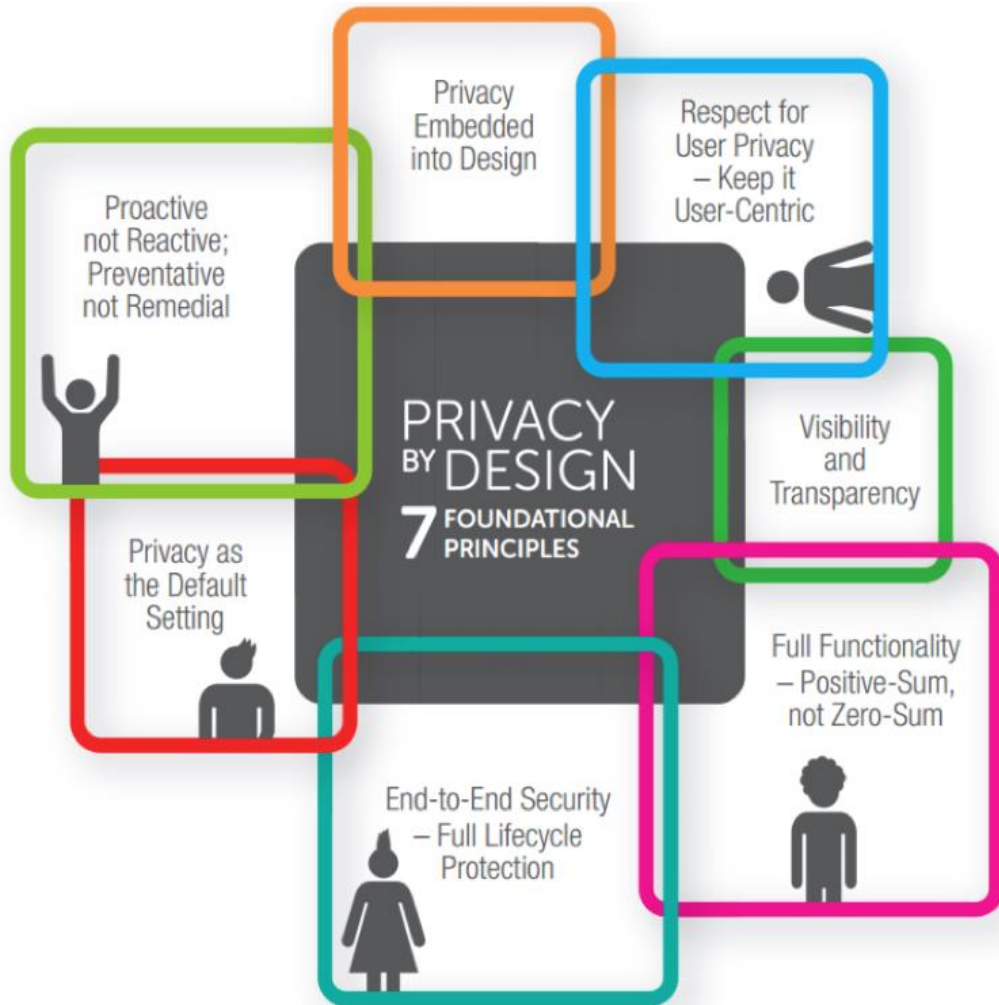 Privacy
Embedded
into Design
Respect for
User Privacy
– Keep it
User-Centric
Proactive
not Reactive;
Preventative
not Remedial
PRIVACY
BY DESIGN
7 FOUNDATIONAL
PRINCIPLES
Visibility
and
Transparency
Privacy as
the Default
Setting
Full Functionality
– Positive-Sum,
not Zero-Sum
End-to-End Security
– Full Lifecycle
Protection